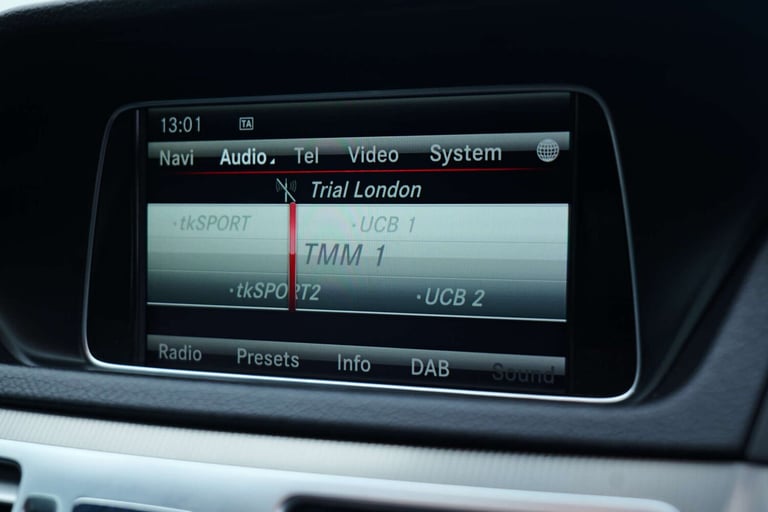 13:01 TA
Navi Audio Tel Video System
Trial London
•tkSPORT •UCB 1
TMM 1
•tkSPORT2 •UCB 2
Radio Presets Info DAB Sound